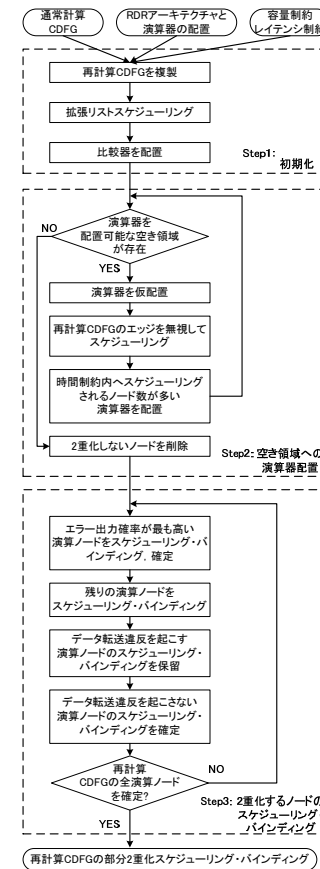 通常計算
CDFG
RDRアーキテクチャと
演算器の配置
容量制約
レイテンシ制約
再計算CDFGを複製
拡張リストスケジューリング
比較器を配置
Step1:
初期化
演算器を
配置可能な空き領域
が存在
NO
YES
演算器を仮配置
再計算CDFGのエッジを無視して
スケジューリング
時間制約内へスケジューリング
されるノード数が多い
演算器を配置
2重化しないノードを削除
Step2: 空き領域への
演算器配置
エラー出力確率が最も高い
演算ノードをスケジューリング・バ
インディング，確定
残りの演算ノードを
スケジューリング・バインディング
データ転送違反を起こす
演算ノードのスケジューリング・
バインディングを保留
データ転送違反を起こさない
演算ノードのスケジューリング・
バインディングを確定
再計算
CDFGの全演算ノード
を確定?
NO
YES
Step3: 2重化するノードの
スケジューリング・
バインディング
再計算CDFGの部分2重化スケジューリング・バインディング